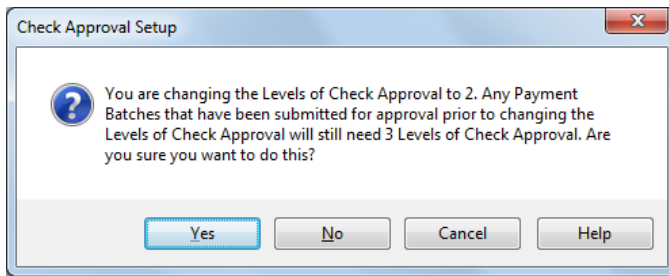 Check Approval Setup
You are changing the Levels of Check Approval to 2. Any Payment
Batches that have been submitted for approval prior to changing the
Levels of Check Approval will still need 3 Levels of Check Approval. Are
you sure you want to do this?
Yes No Cancel Help